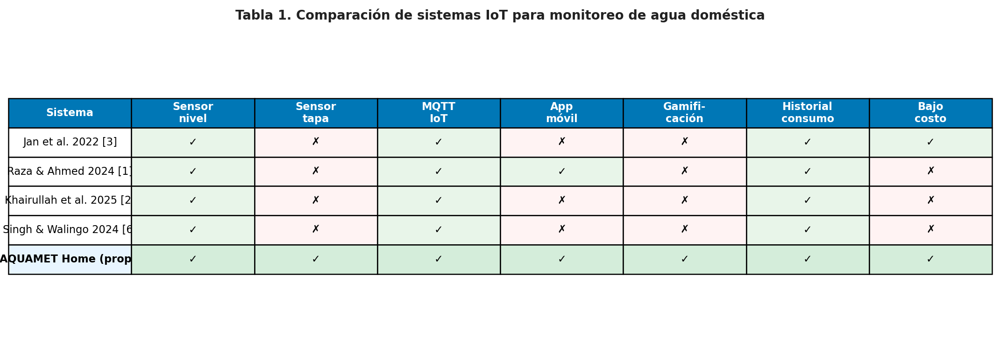 Tabla 1. Comparación de sistemas IoT para monitoreo de agua doméstica
Sistema Sensor nivel Sensor tapa MQTT IoT App móvil Gamifi-cación Historial consumo Bajo costo
Jan et al. 2022 [3] ✓ ✗ ✓ ✗ ✗ ✓ ✓
Raza & Ahmed 2024 [1] ✓ ✗ ✓ ✓ ✗ ✓ ✗
Khairullah et al. 2025 [2 ✓ ✗ ✓ ✗ ✗ ✓ ✗
Singh & Walingo 2024 [6 ✓ ✗ ✓ ✗ ✗ ✓ ✗
AQUAMET Home (prop ✓ ✓ ✓ ✓ ✓ ✓ ✓